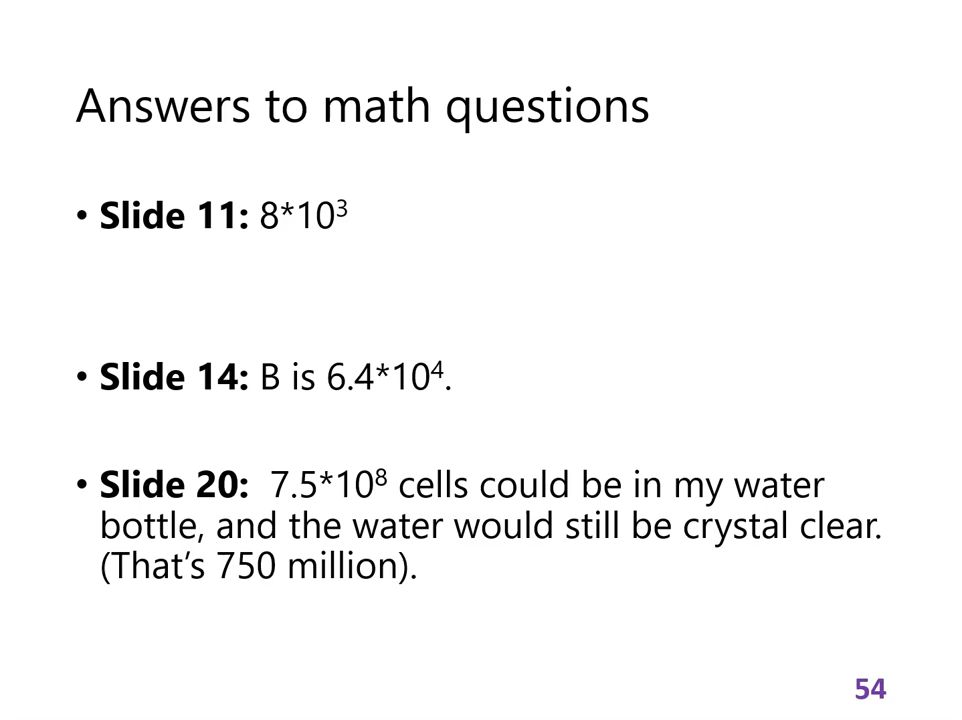 Answers to math questions
• Slide 11: 8*10³
• Slide 14: B is 6.4*10⁴.
• Slide 20:  7.5*10⁸ cells could be in my water
bottle, and the water would still be crystal clear.
(That’s 750 million).
54